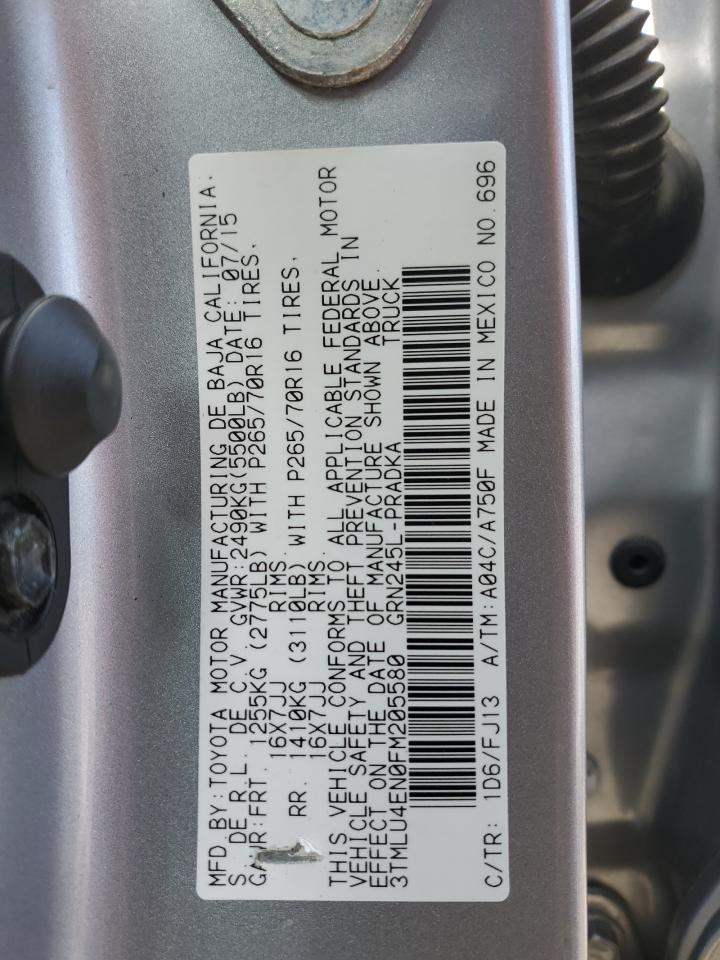 MFD.BY:TOYOTA MOTOR MANUFACTURING DE BAJA CALIFORNIA,
S. DE R.L. DE C.V. GVWR:2490KG(5500LB) DATE: 07/15
FRT. 1255KG (2775LB) WITH P265/70R16 TIRES,
16X7JJ RIMS.
RR. 1410KG (3110LB) WITH P265/70R16 TIRES,
16X7JJ RIMS.
THIS VEHICLE CONFORMS TO ALL APPLICABLE FEDERAL MOTOR
VEHICLE SAFETY AND THEFT PREVENTION STANDARDS IN
EFFECT ON THE DATE OF MANUFACTURE SHOWN ABOVE.
3TMLU4EN0FM205580 GRN245L-PRADKA TRUCK
C/TR: 1D6/FJ13 A/TM:A04C/A750F MADE IN MEXICO NO.696